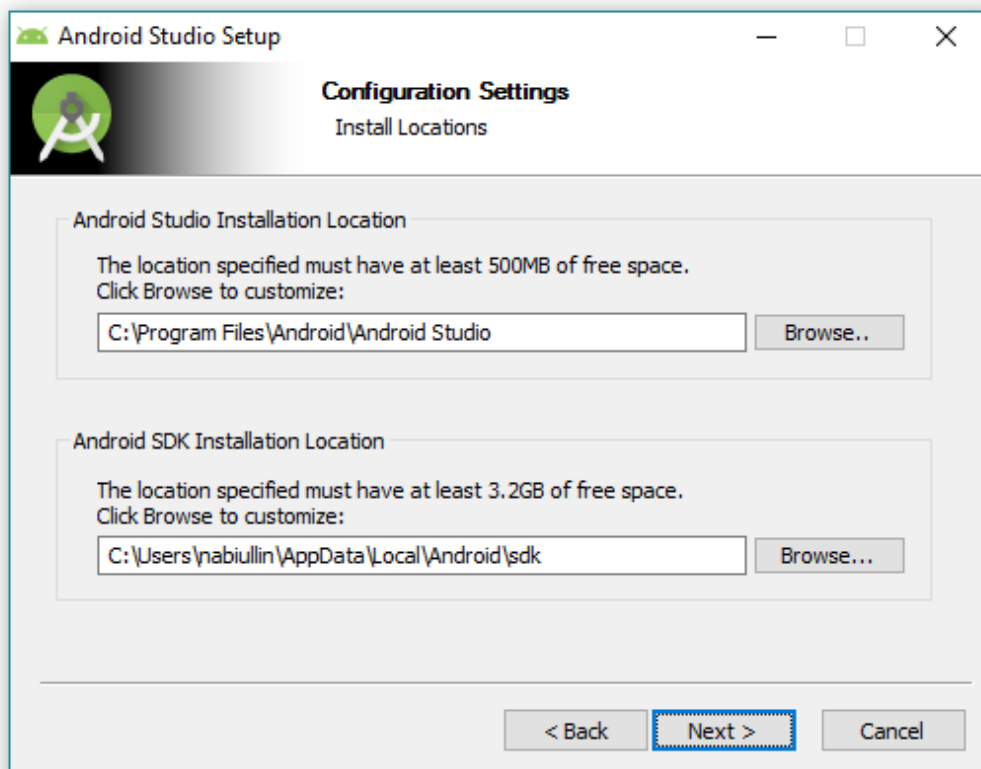 Android Studio Setup
Configuration Settings
Install Locations
Android Studio Installation Location
The location specified must have at least 500MB of free space.
Click Browse to customize:
C:\Program Files\Android\Android Studio
Browse..
Android SDK Installation Location
The location specified must have at least 3.2GB of free space.
Click Browse to customize:
C:\Users\nabiullin\AppData\Local\Android\sdk
Browse...
< Back
Next >
Cancel